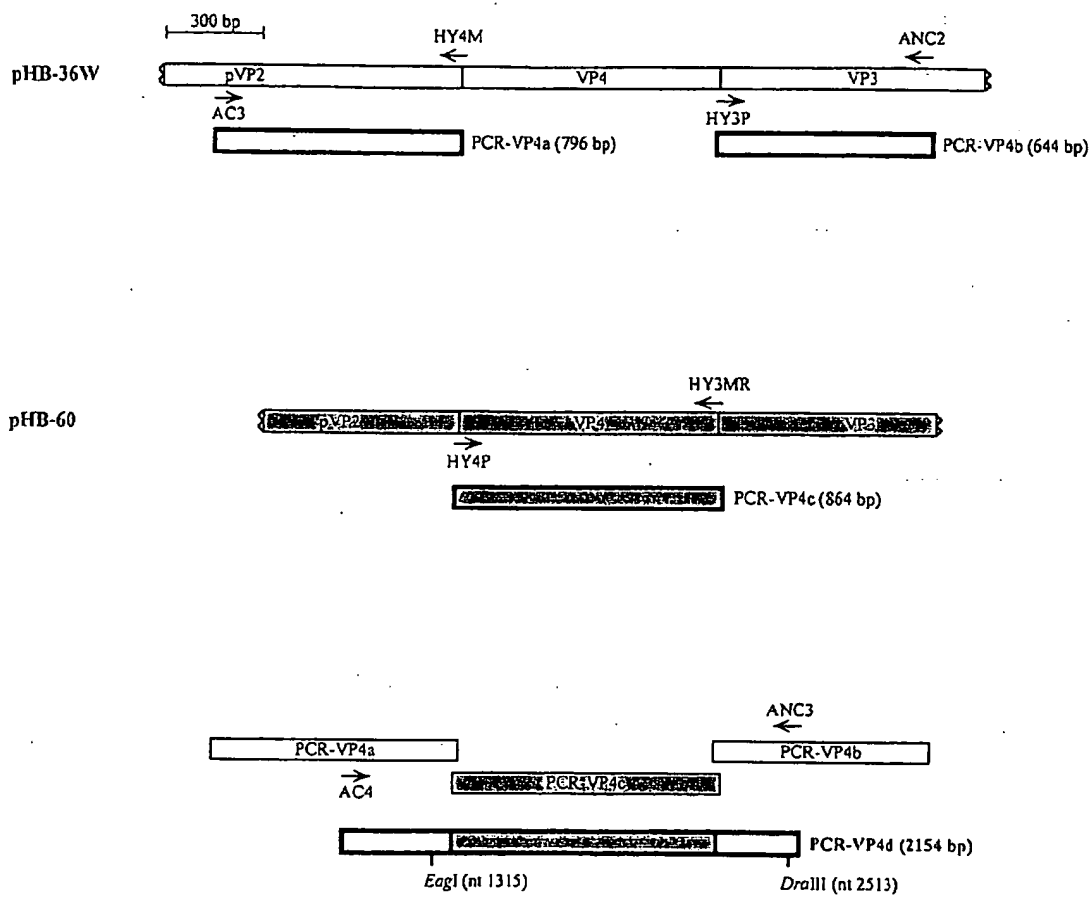 300 bp
HY4M
ANC2
pHB-36W
pVP2
VP4
VP3
AC3
HY3P
PCR-VP4a (796 bp)
PCR-VP4b (644 bp)
HY3MR
pHB-60
pVP2
VP4
VP3
HY4P
PCR-VP4c (864 bp)
ANC3
PCR-VP4a
PCR-VP4b
AC4
PCR-VP4c
PCR-VP4d (2154 bp)
EagI (nt 1315)
DraIII (nt 2513)